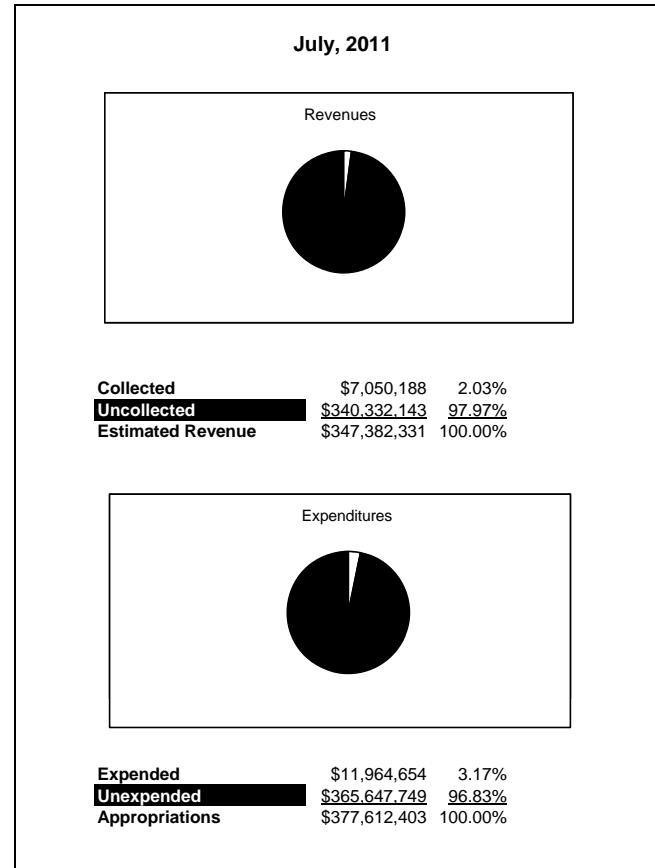 July, 2011
Revenues
Collected $7,050,188 2.03%
Uncollected $340,332,143 97.97%
Estimated Revenue $347,382,331 100.00%
Expenditures
Expended $11,964,654 3.17%
Unexpended $365,647,749 96.83%
Appropriations $377,612,403 100.00%